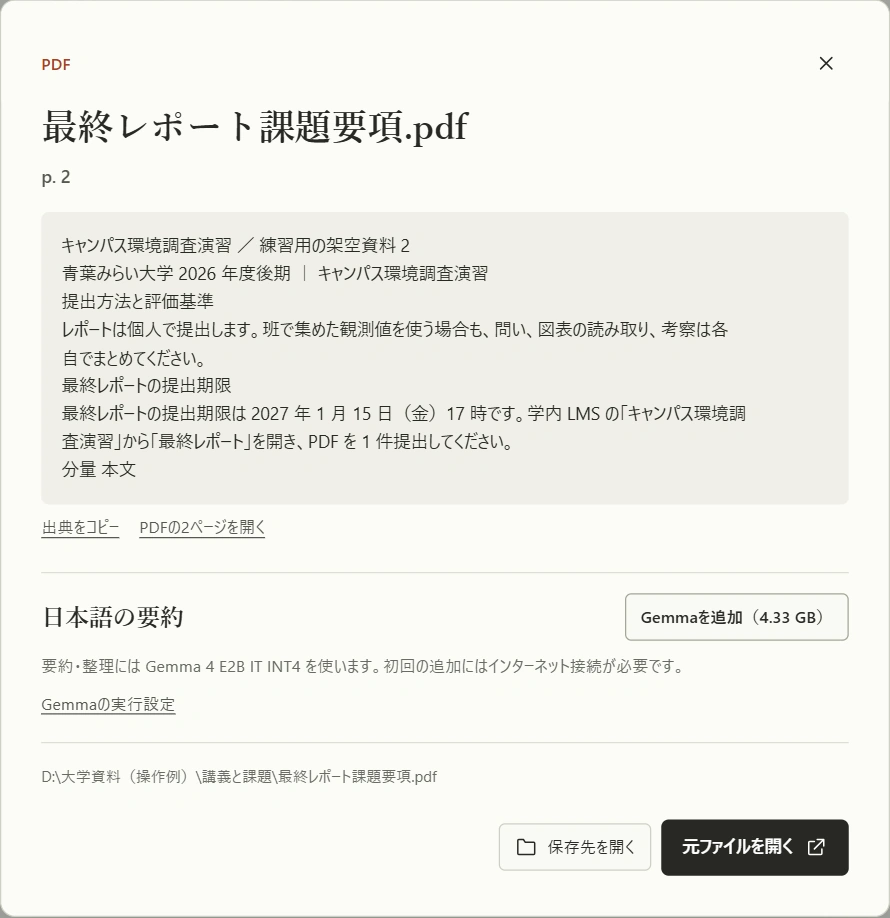 PDF
最終レポート課題要項.pdf
p. 2
キャンパス環境調査演習 ／ 練習用の架空資料 2
青葉みらい大学 2026 年度後期 ｜ キャンパス環境調査演習
提出方法と評価基準
レポートは個人で提出します。班で集めた観測値を使う場合も、問い、図表の読み取り、考察は各
自でまとめてください。
最終レポートの提出期限
最終レポートの提出期限は 2027 年 1 月 15 日（金）17 時です。学内 LMS の「キャンパス環境調
査演習」から「最終レポート」を開き、PDF を 1 件提出してください。
分量 本文
出典をコピー PDFの2ページを開く
日本語の要約
Gemmaを追加（4.33 GB）
要約・整理には Gemma 4 E2B IT INT4 を使います。初回の追加にはインターネット接続が必要です。
Gemmaの実行設定
D:\大学資料（操作例）\講義と課題\最終レポート課題要項.pdf
保存先を開く 元ファイルを開く